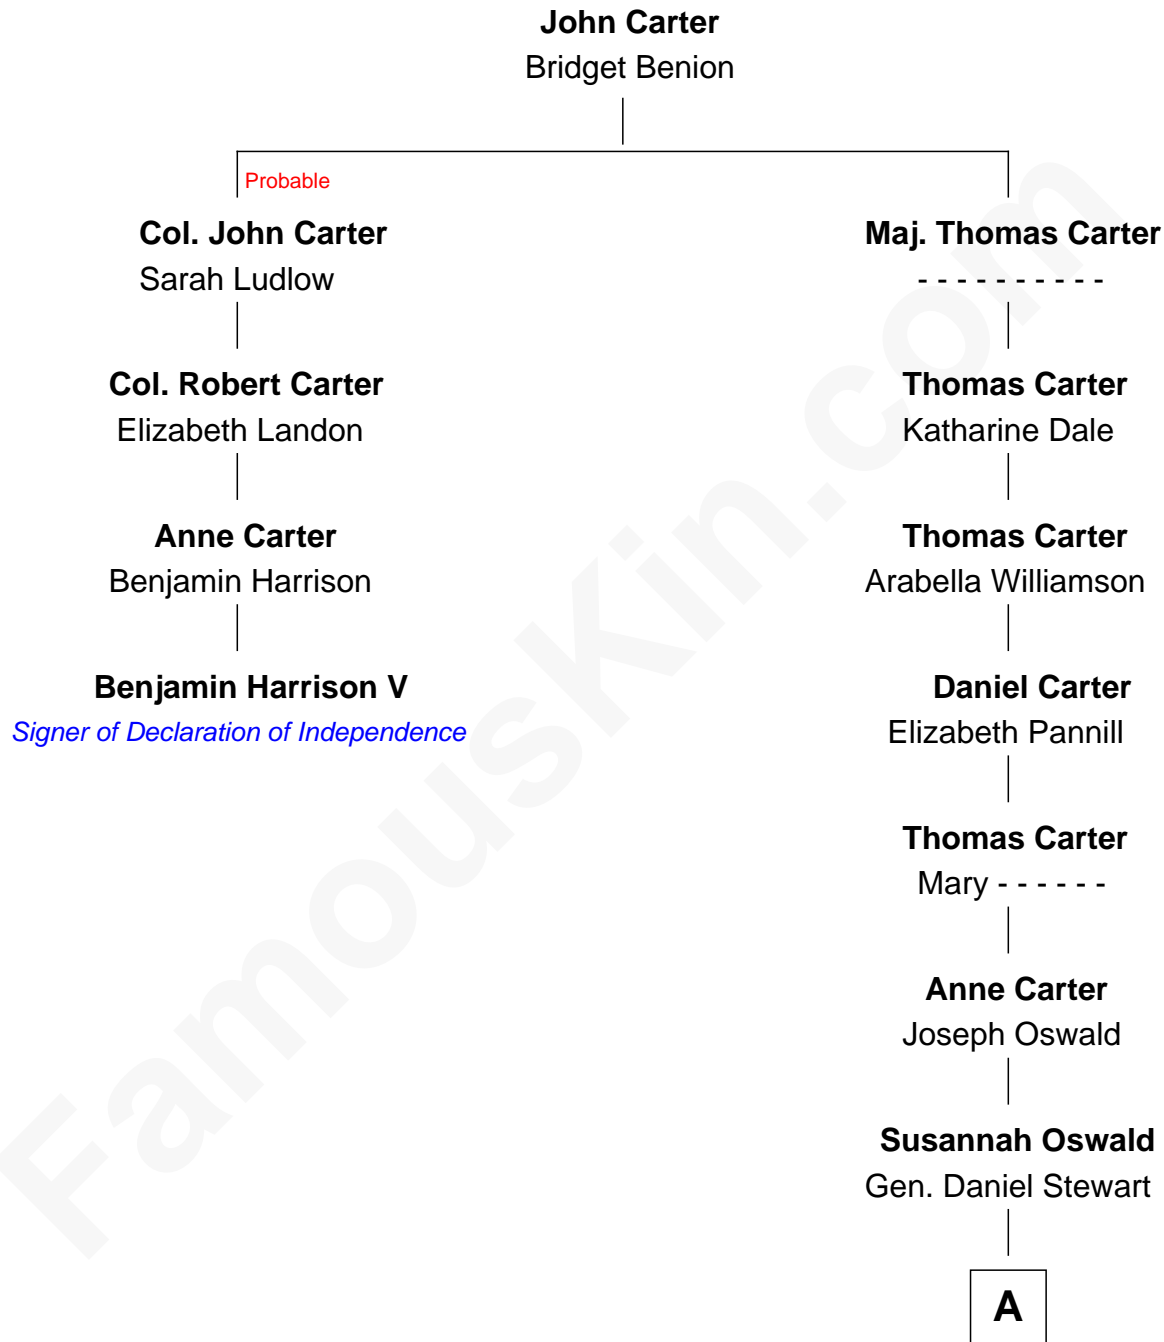 John Carter
Bridget Benion
Probable
Col. John Carter
Sarah Ludlow
Maj. Thomas Carter
- - - - - - - - - -
Col. Robert Carter
Elizabeth Landon
Thomas Carter
Katharine Dale
Anne Carter
Benjamin Harrison
Thomas Carter
Arabella Williamson
Benjamin Harrison V
Signer of Declaration of Independence
Daniel Carter
Elizabeth Pannill
Thomas Carter
Mary - - - - - -
Anne Carter
Joseph Oswald
Susannah Oswald
Gen. Daniel Stewart
A
FamousKin.com